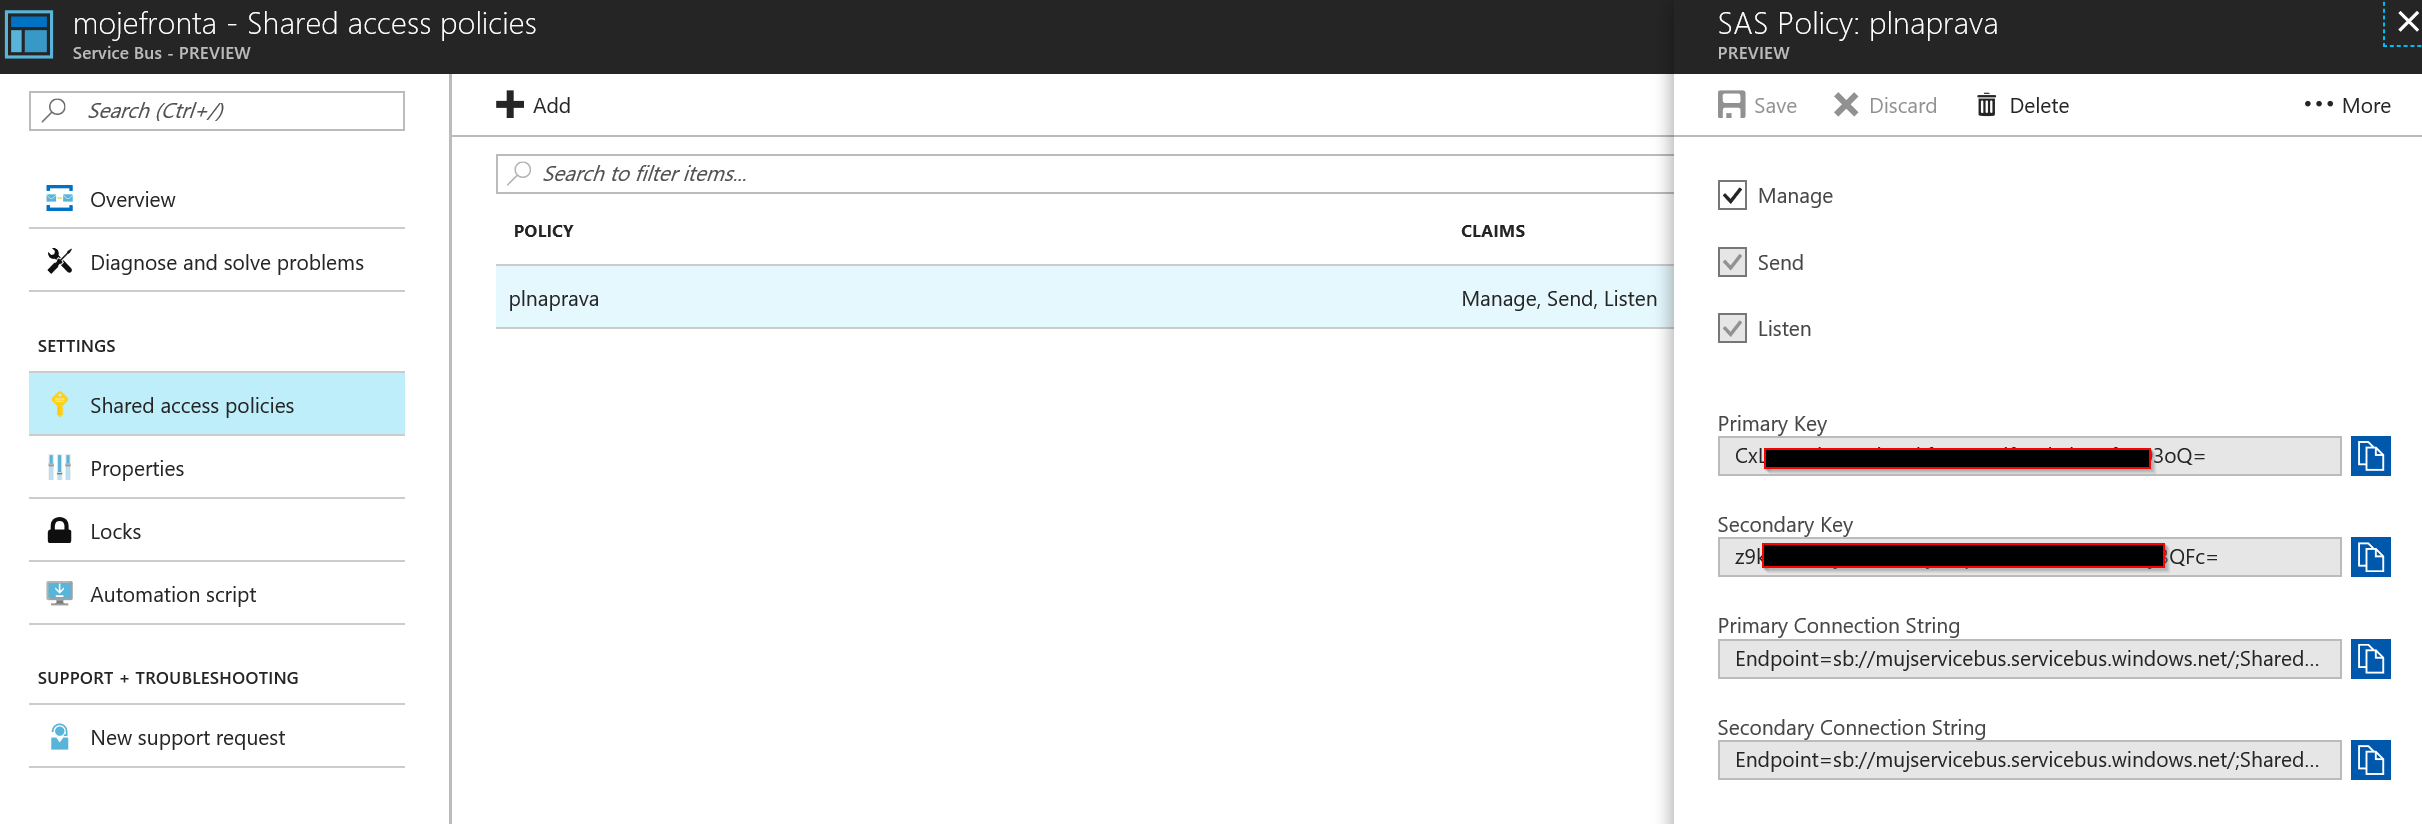 mojefronta - Shared access policies
Service Bus - PREVIEW
Search (Ctrl+/)
Overview
Diagnose and solve problems
SETTINGS
Shared access policies
Properties
Locks
Automation script
SUPPORT + TROUBLESHOOTING
New support request
Add
Search to filter items...
POLICY CLAIMS
plnaprava Manage, Send, Listen
SAS Policy: plnaprava
PREVIEW
Save Discard Delete More
Manage
Send
Listen
Primary Key
CxL 3oQ=
Secondary Key
z9k QFc=
Primary Connection String
Endpoint=sb://mujservicebus.servicebus.windows.net/;Shared...
Secondary Connection String
Endpoint=sb://mujservicebus.servicebus.windows.net/;Shared...